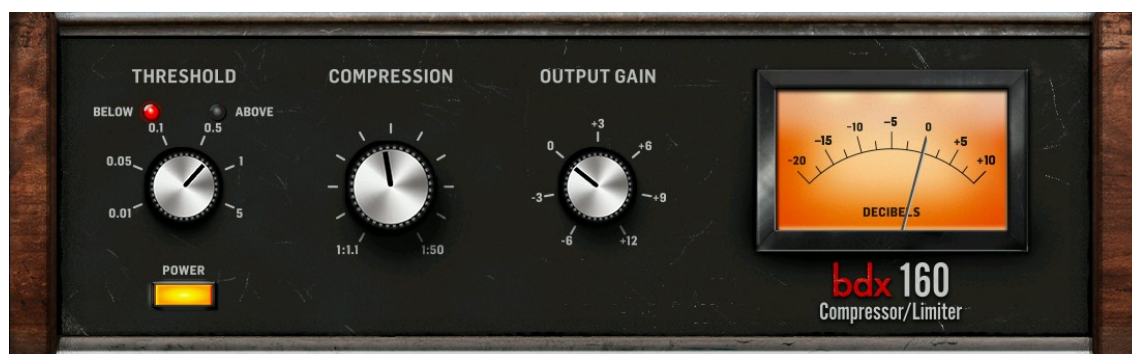 THRESHOLD
BELOW
ABOVE
0.01
0.05
0.1
0.5
1
5
POWER
COMPRESSION
1:1.1
1:50
OUTPUT GAIN
-6
-3
0
+3
+6
+9
+12
-20
-15
-10
-5
0
+5
+10
DECIBELS
bdx 160
Compressor/Limiter